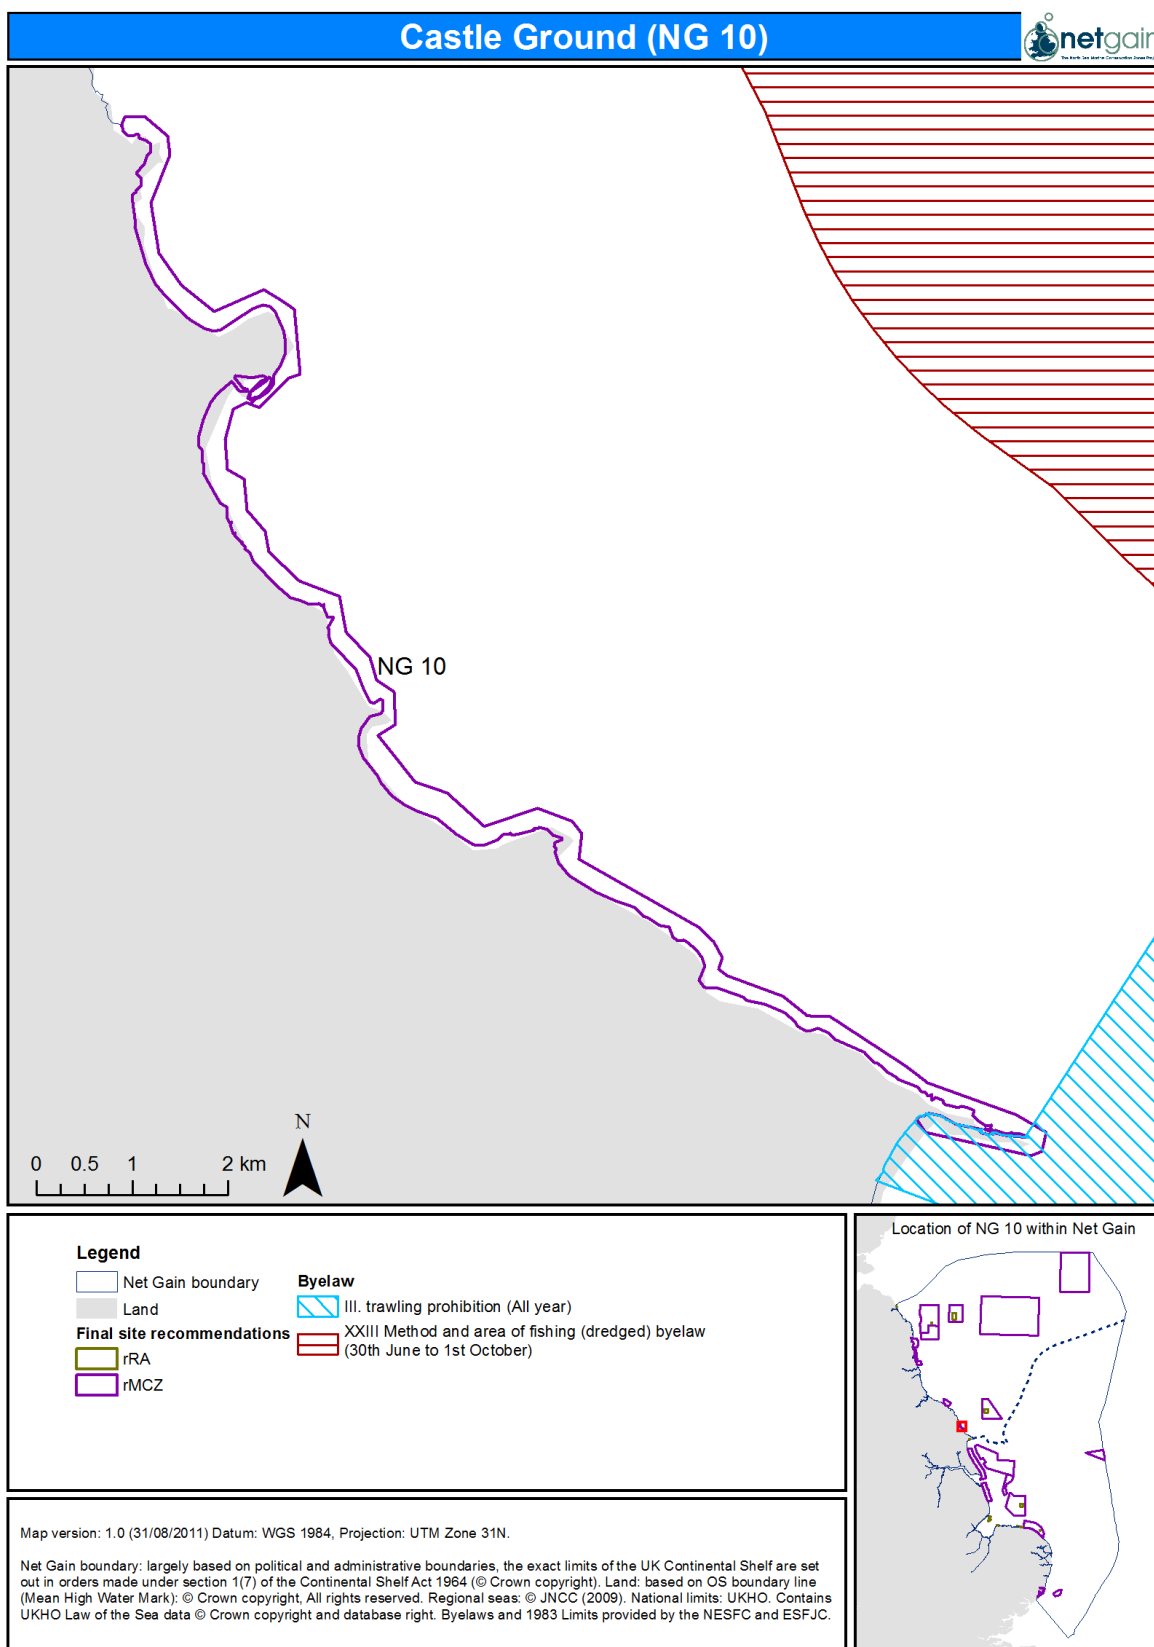 Castle Ground (NG 10)
netgain
NG 10
N
0 0.5 1 2 km
Legend
Net Gain boundary
Land
Final site recommendations
rRA
rMCZ
Byelaw
III. trawling prohibition (All year)
XXIII Method and area of fishing (dredged) byelaw
(30th June to 1st October)
Location of NG 10 within Net Gain
Map version: 1.0 (31/08/2011) Datum: WGS 1984, Projection: UTM Zone 31N.
Net Gain boundary: largely based on political and administrative boundaries, the exact limits of the UK Continental Shelf are set
out in orders made under section 1(7) of the Continental Shelf Act 1964 (© Crown copyright). Land: based on OS boundary line
(Mean High Water Mark): © Crown copyright, All rights reserved. Regional seas: © JNCC (2009). National limits: UKHO. Contains
UKHO Law of the Sea data © Crown copyright and database right. Byelaws and 1983 Limits provided by the NESFC and ESFJC.